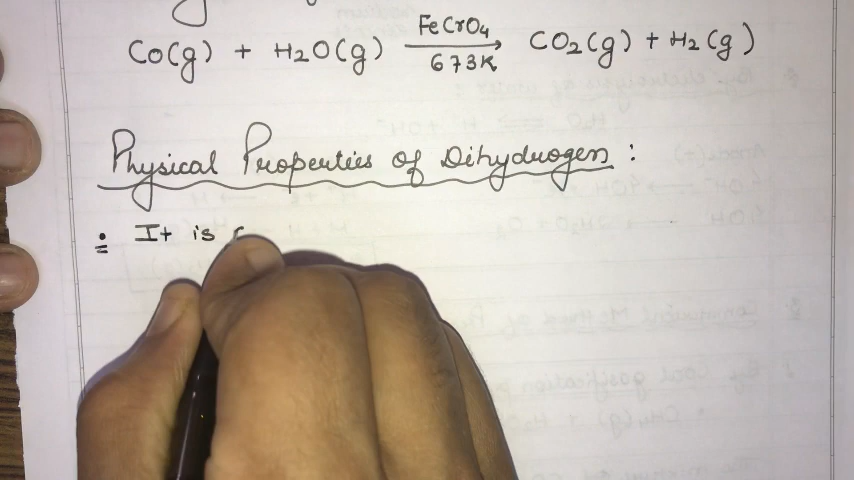 FeCrO4
Co(g) + H2O(g) → CO2(g) + H2(g)
673K
Physical Properties of Dihydrogen :
i It is